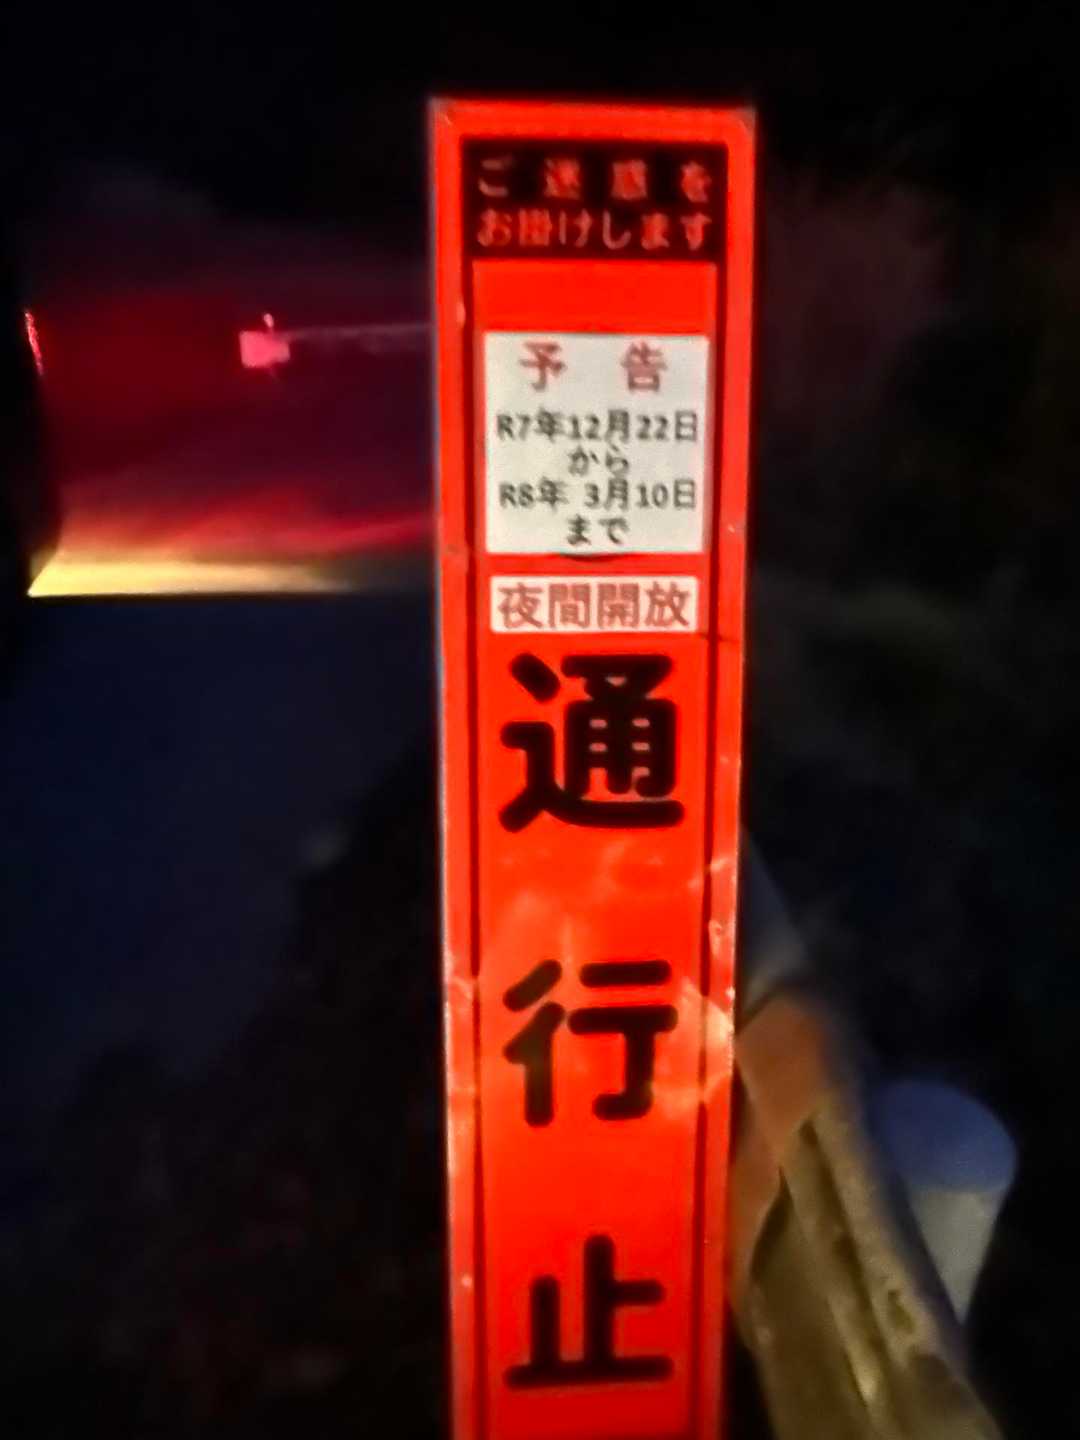 ご迷惑を
お掛けします
予告
R7年12月22日
から
R8年 3月10日
まで
夜間開放
通行止